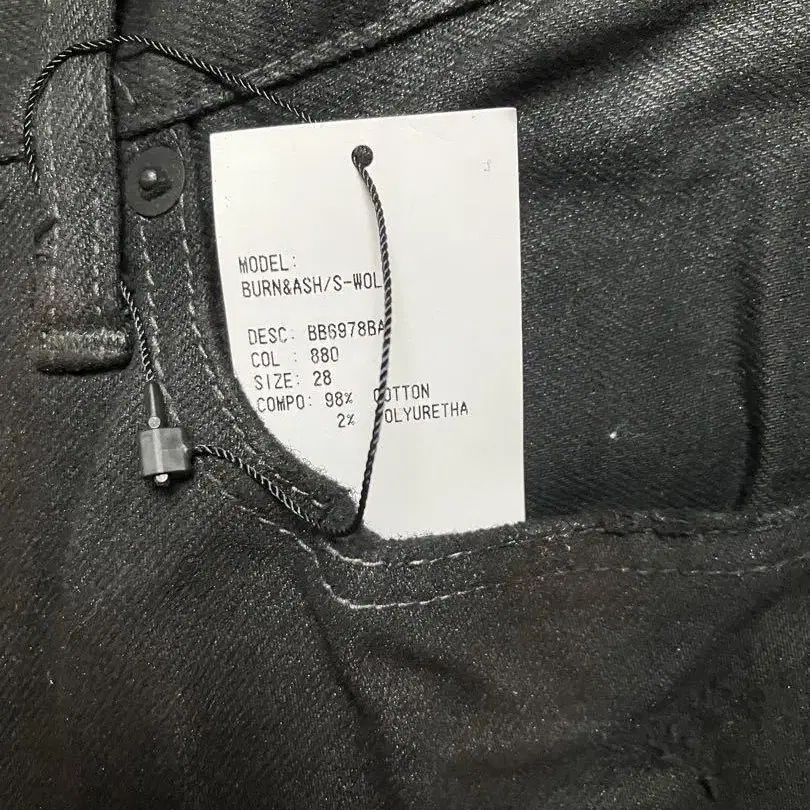 MODEL:
BURN&ASH/S-WOL
DESC: BB6978BA
COL : 880
SIZE: 28
COMPO: 98% COTTON
2% OLYURETHA